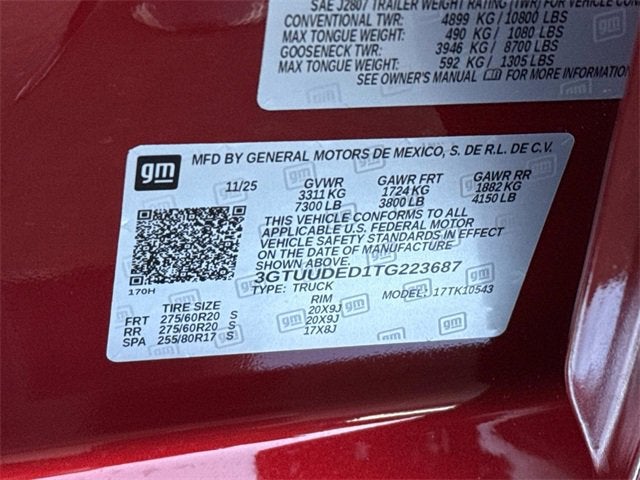 SAE J2807 TRAILER WEIGHT RATING (TWR) FOR VEHICLE CON
CONVENTIONAL TWR: 4899 KG / 10800 LBS
MAX TONGUE WEIGHT: 490 KG / 1080 LBS
GOOSENECK TWR: 3946 KG / 8700 LBS
MAX TONGUE WEIGHT: 592 KG / 1305 LBS
SEE OWNER'S MANUAL FOR MORE INFORMATION
gm MFD BY GENERAL MOTORS DE MEXICO, S. DE R.L. DE C.V.
11/25 GVWR GAWR FRT GAWR RR
3311 KG 1724 KG 1882 KG
7300 LB 3800 LB 4150 LB
THIS VEHICLE CONFORMS TO ALL
APPLICABLE U.S. FEDERAL MOTOR
VEHICLE SAFETY STANDARDS IN EFFECT
ON THE DATE OF MANUFACTURE
SHOWN ABOVE.
3GTUUDED1TG223687
170H TYPE: TRUCK MODEL: 17TK10543
TIRE SIZE RIM
FRT 275/60R20 S 20X9J
RR 275/60R20 S 20X9J
SPA 255/80R17 S 17X8J